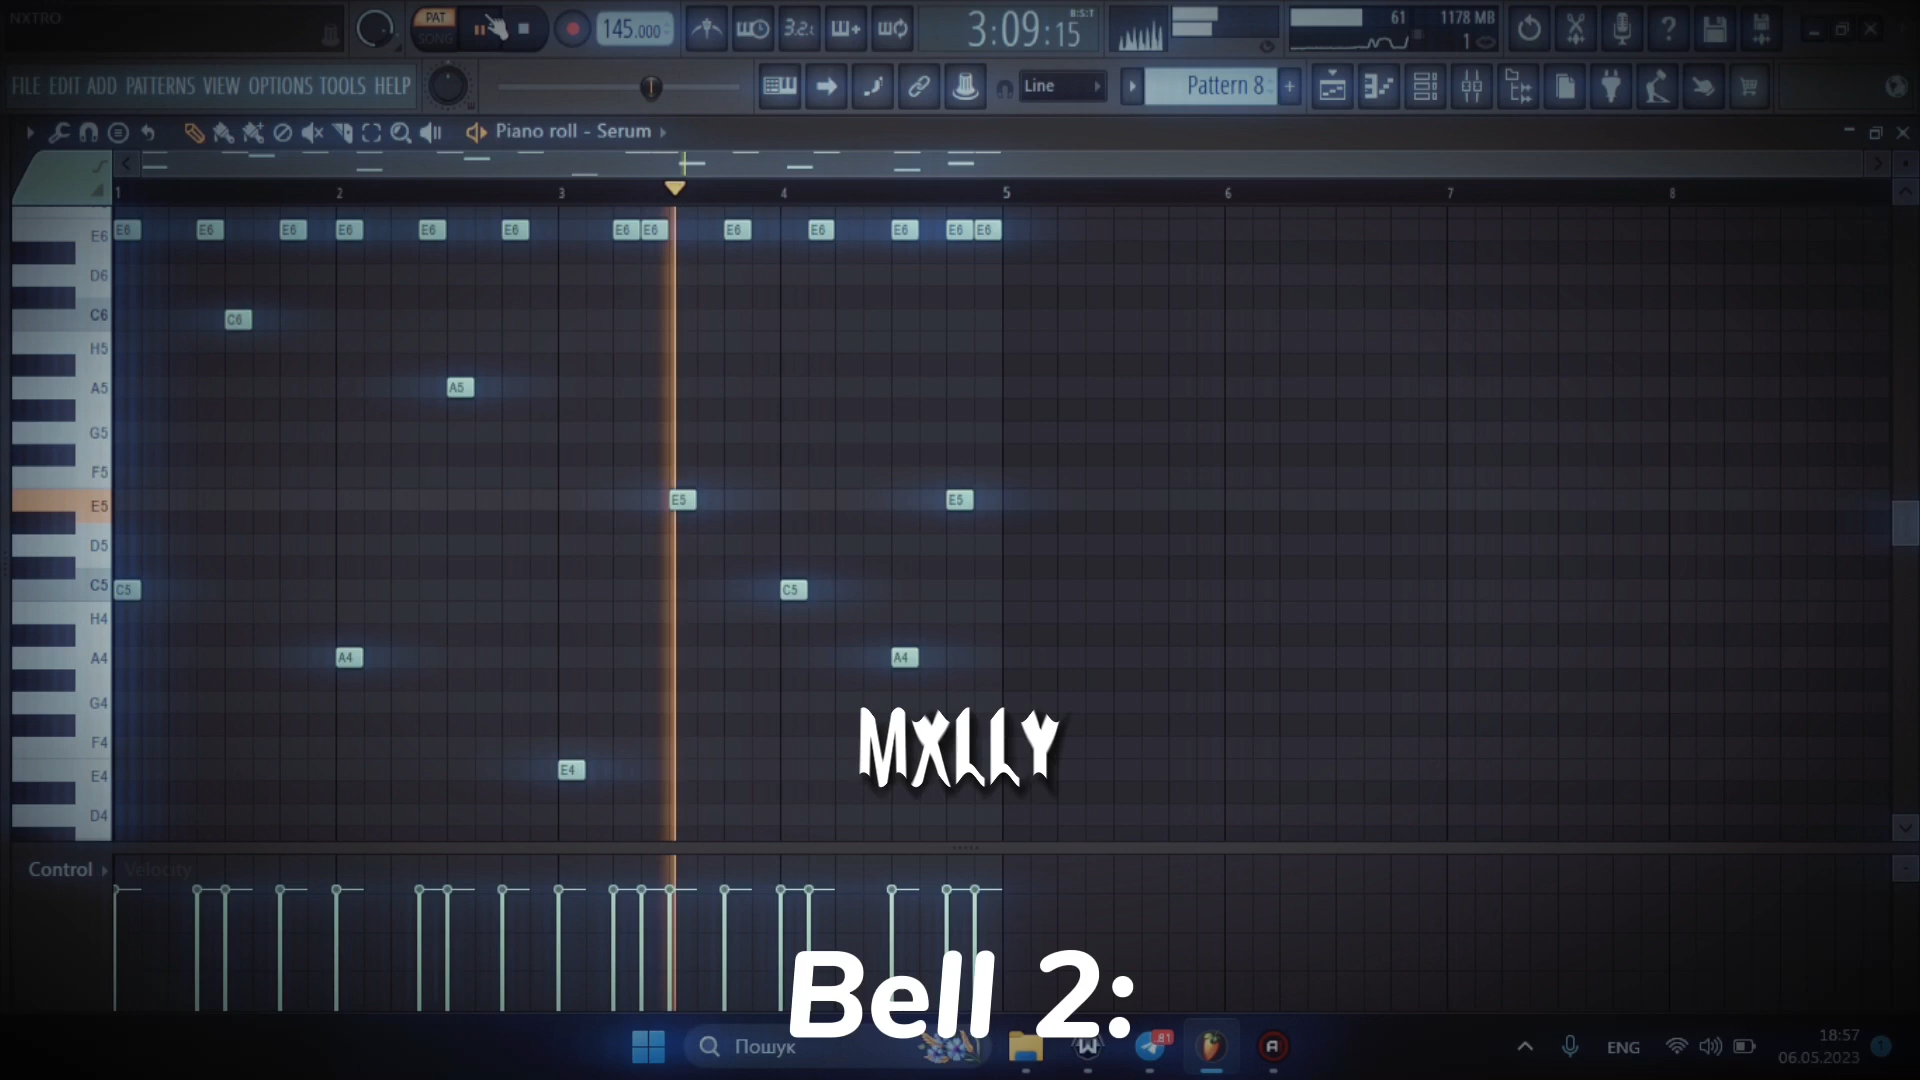 NXTRO
PAT
SONG
145.000
3.2.
3:09:15
B:S:T
61
1178 MB
1
FILE EDIT ADD PATTERNS VIEW OPTIONS TOOLS HELP
Line
Pattern 8
Piano roll - Serum
1 2 3 4 5 6 7 8
E6 E6 E6 E6 E6 E6 E6 E6 E6 E6 E6 E6 E6 E6
D6
C6 C6
H5
A5 A5
G5
F5
E5 E5 E5
D5
C5 C5 C5
H4
A4 A4 A4
G4
MXLLY
F4
E4 E4
D4
Control Velocity
Bell 2:
Пошук
81
ENG
18:57
06.05.2023